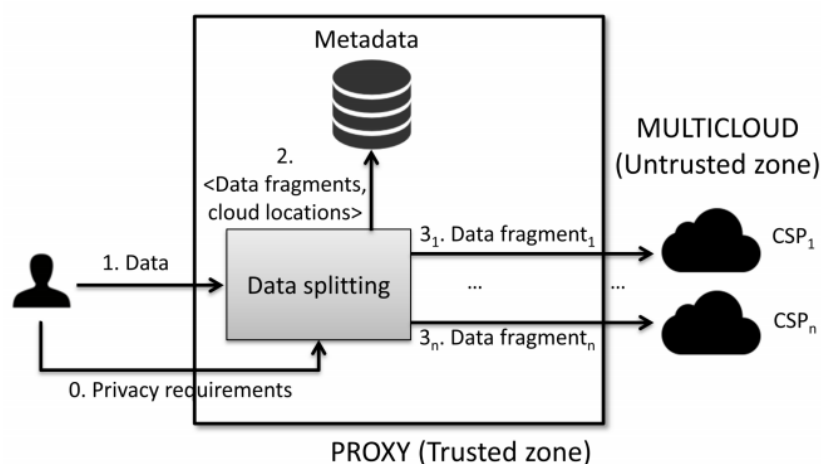 Metadata
MULTICLOUD
(Untrusted zone)
2.
<Data fragments,
cloud locations>
1. Data
Data splitting
3₁. Data fragment₁
CSP₁
...
...
3ₙ. Data fragmentₙ
CSPₙ
0. Privacy requirements
PROXY (Trusted zone)